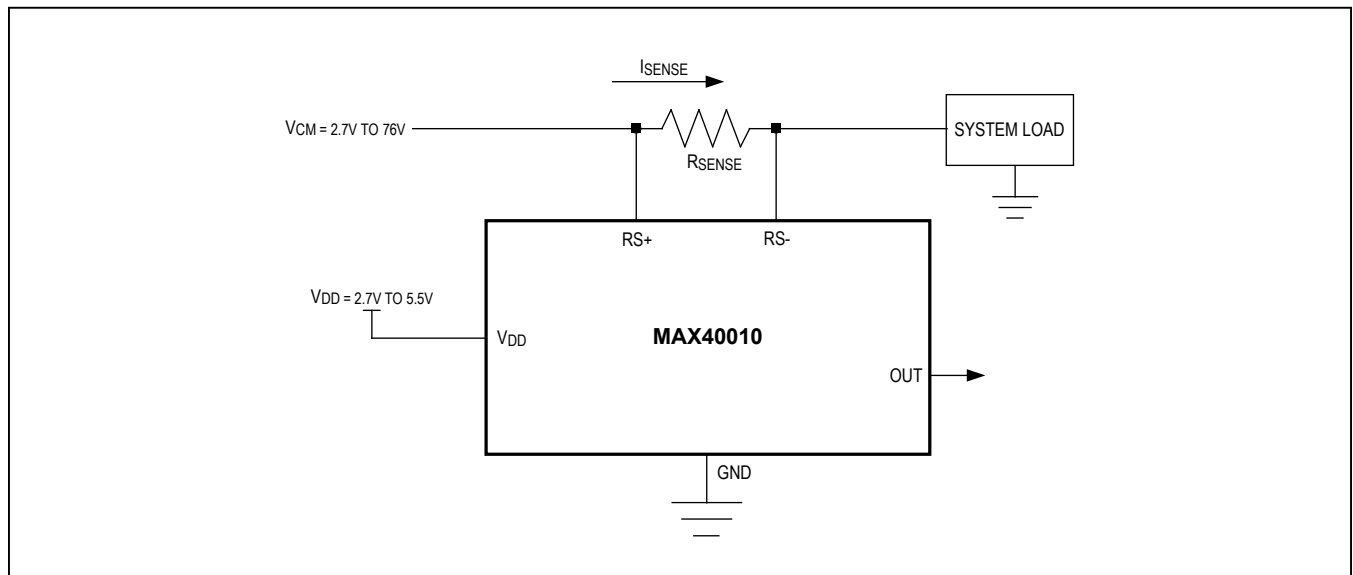 ISENSE
VCM = 2.7V TO 76V
SYSTEM LOAD
RSENSE
RS+
RS-
VDD = 2.7V TO 5.5V
VDD
MAX40010
OUT
GND